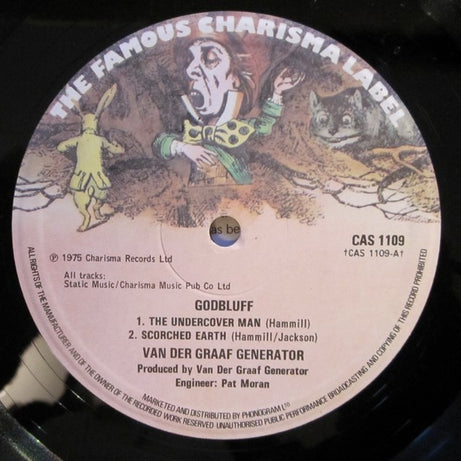 THE FAMOUS CHARISMA LABEL
as be
CAS 1109
℗ 1975 Charisma Records Ltd
†CAS 1109-A†
All tracks:
Static Music/Charisma Music Pub Co Ltd
GODBLUFF
1. THE UNDERCOVER MAN (Hammill)
2. SCORCHED EARTH (Hammill/Jackson)
VAN DER GRAAF GENERATOR
Produced by Van Der Graaf Generator
Engineer: Pat Moran
MARKETED AND DISTRIBUTED BY PHONOGRAM LTD
ALL RIGHTS OF THE MANUFACTURER AND OF THE OWNER OF THE RECORDED WORK RESERVED UNAUTHORISED PUBLIC PERFORMANCE BROADCASTING AND COPYING OF THIS RECORD PROHIBITED